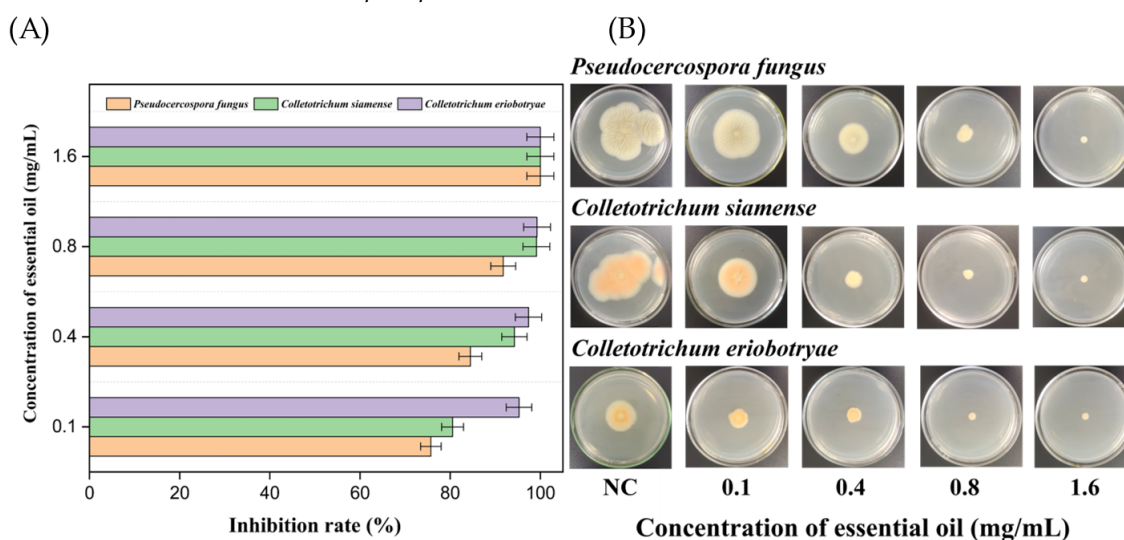 (A)
(B)
Pseudocercospora fungus Colletotrichum siamense Colletotrichum eriobotryae
Concentration of essential oil (mg/mL)
1.6
0.8
0.4
0.1
0 20 40 60 80 100
Inhibition rate (%)
Pseudocercospora fungus
Colletotrichum siamense
Colletotrichum eriobotryae
NC 0.1 0.4 0.8 1.6
Concentration of essential oil (mg/mL)